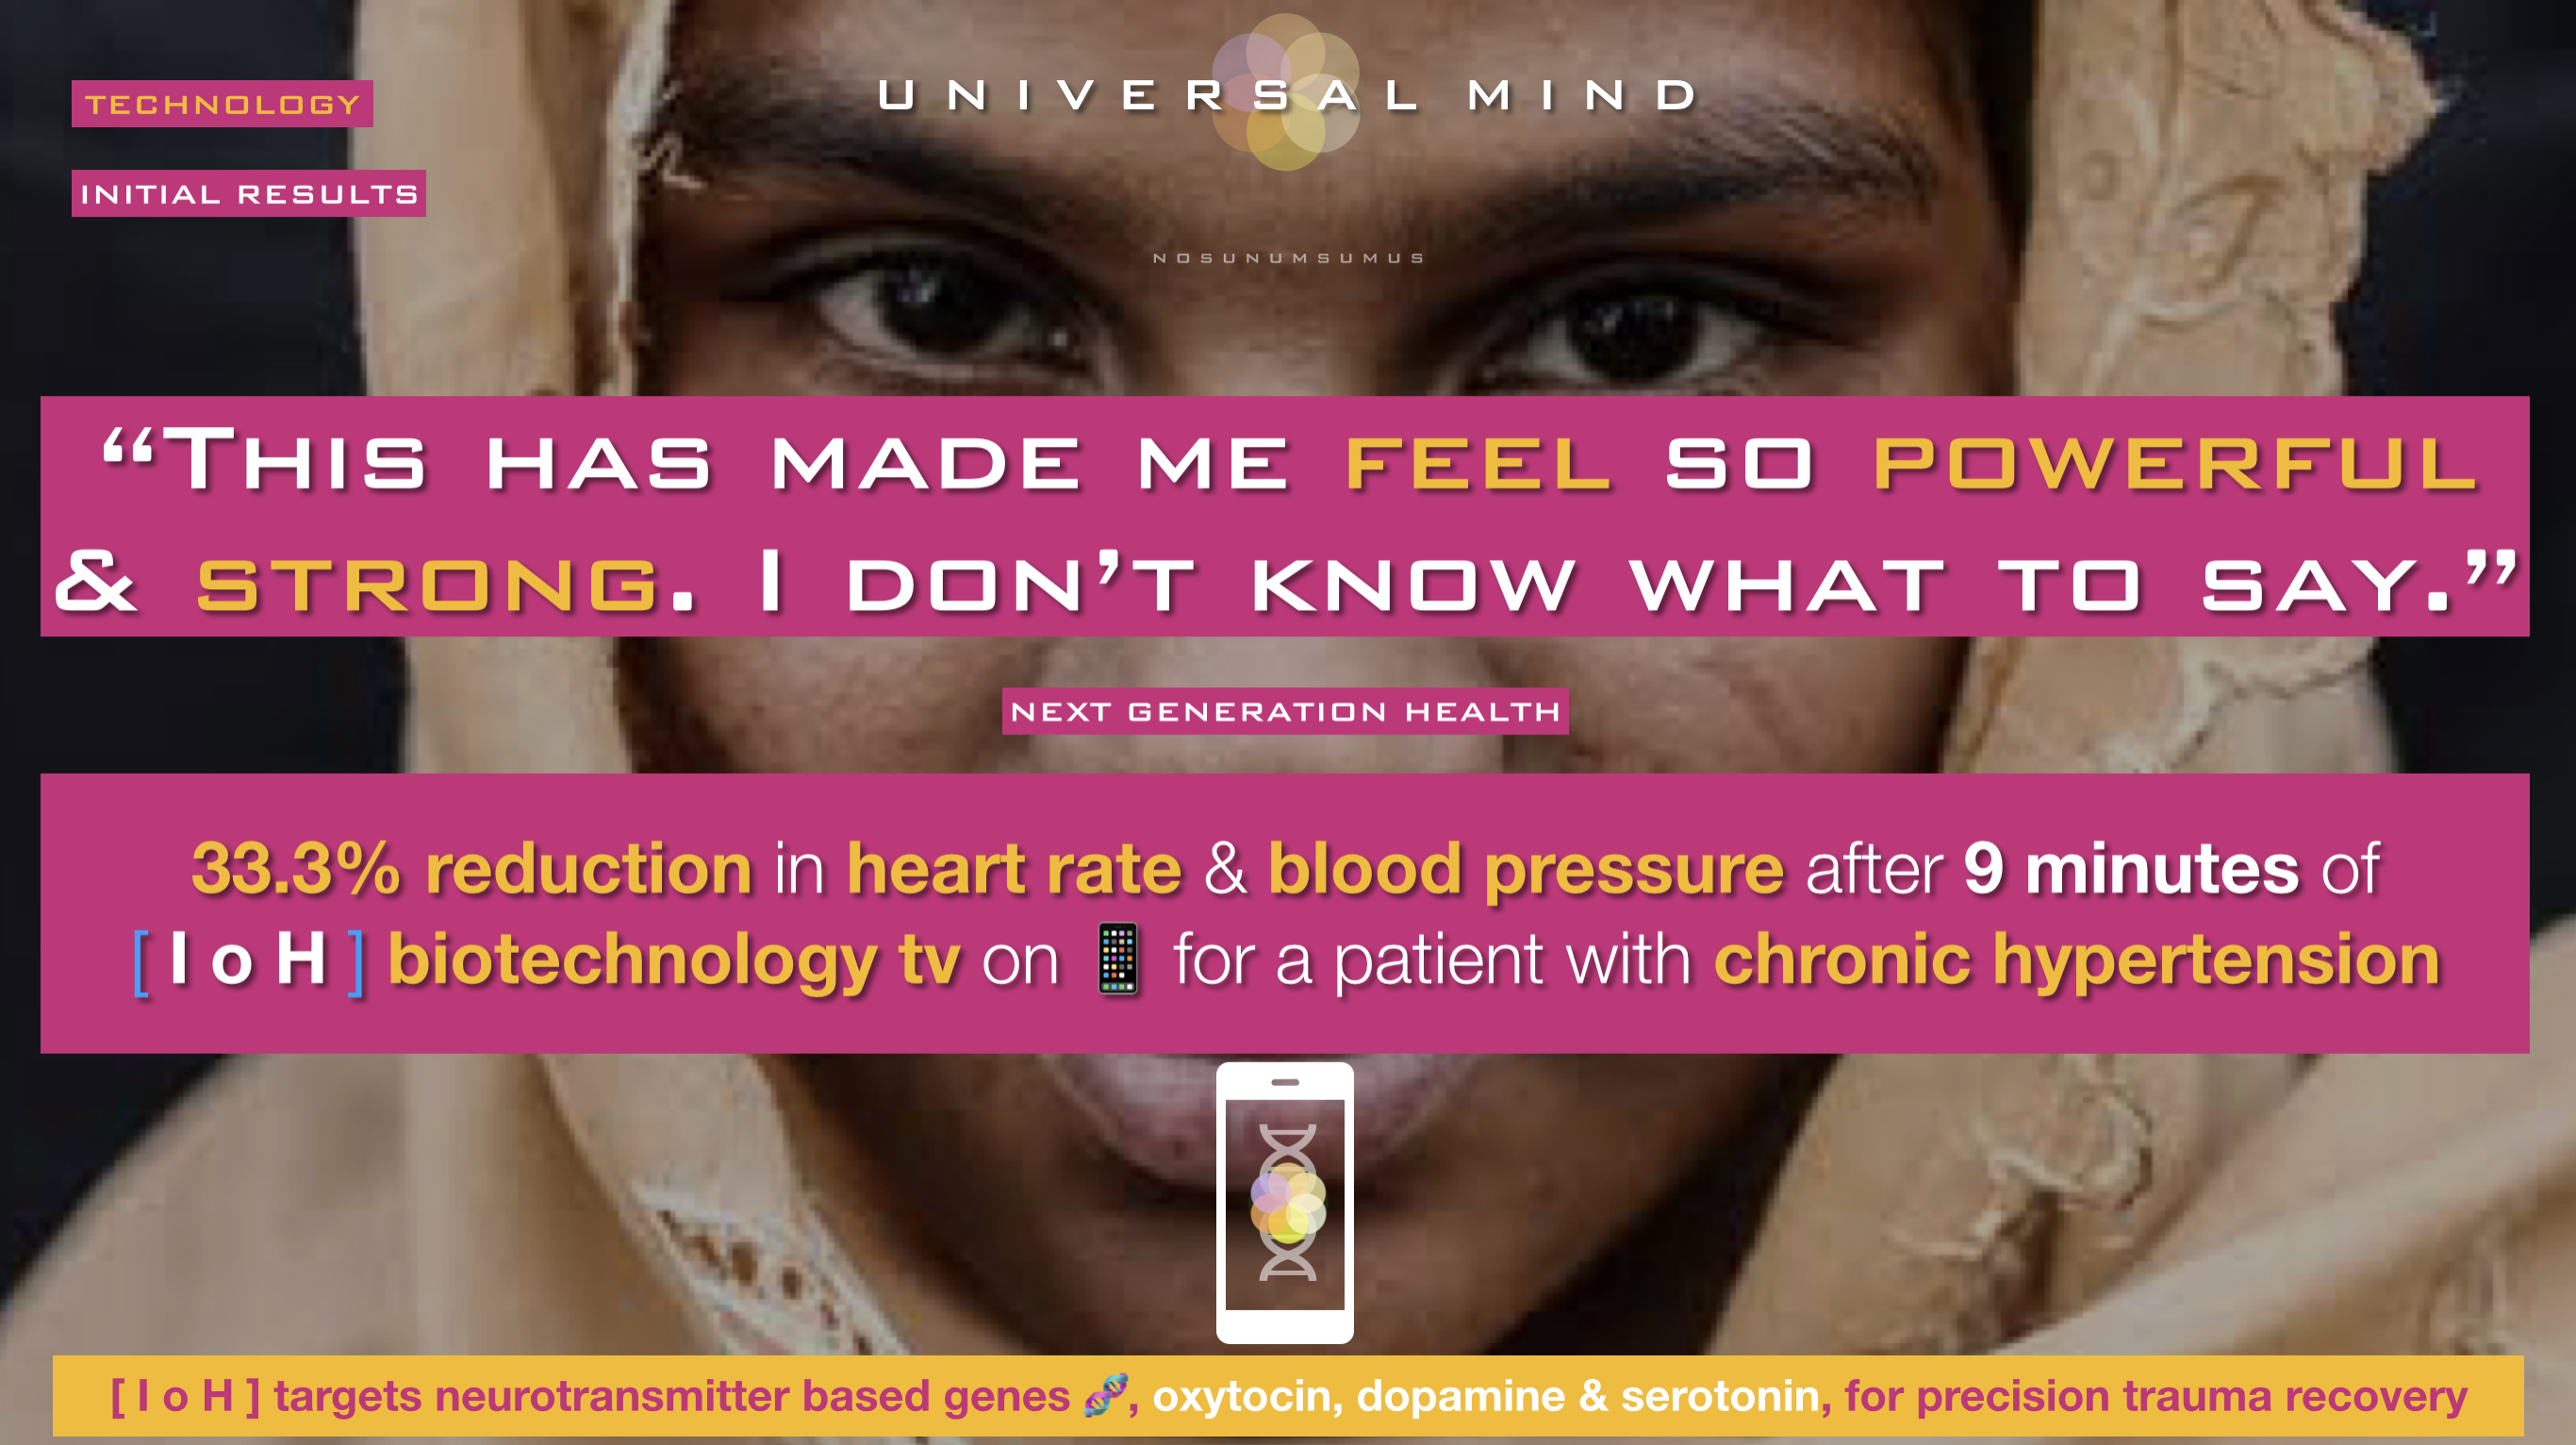 UNIVERSAL MIND
TECHNOLOGY
INITIAL RESULTS
NOSUNUMSUMUS
“THIS HAS MADE ME FEEL SO POWERFUL
& STRONG. I DON’T KNOW WHAT TO SAY.”
NEXT GENERATION HEALTH
33.3% reduction in heart rate & blood pressure after 9 minutes of
[ I o H ] biotechnology tv on 📱 for a patient with chronic hypertension
[ I o H ] targets neurotransmitter based genes 🧬, oxytocin, dopamine & serotonin, for precision trauma recovery